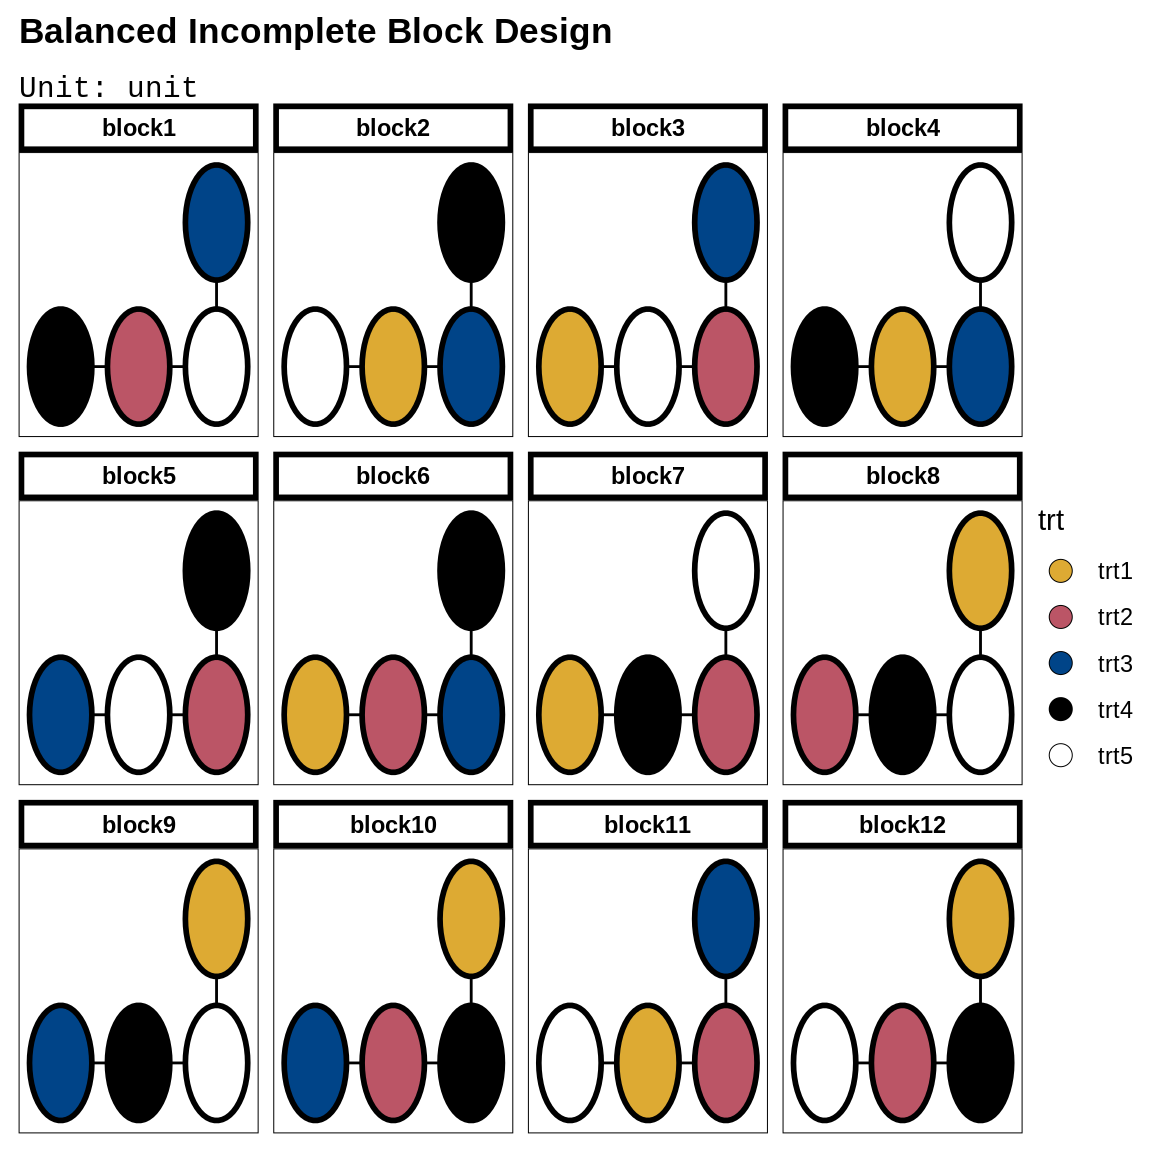 Balanced Incomplete Block Design
Unit: unit
block1
block2
block3
block4
block5
block6
block7
block8
block9
block10
block11
block12
trt
trt1
trt2
trt3
trt4
trt5